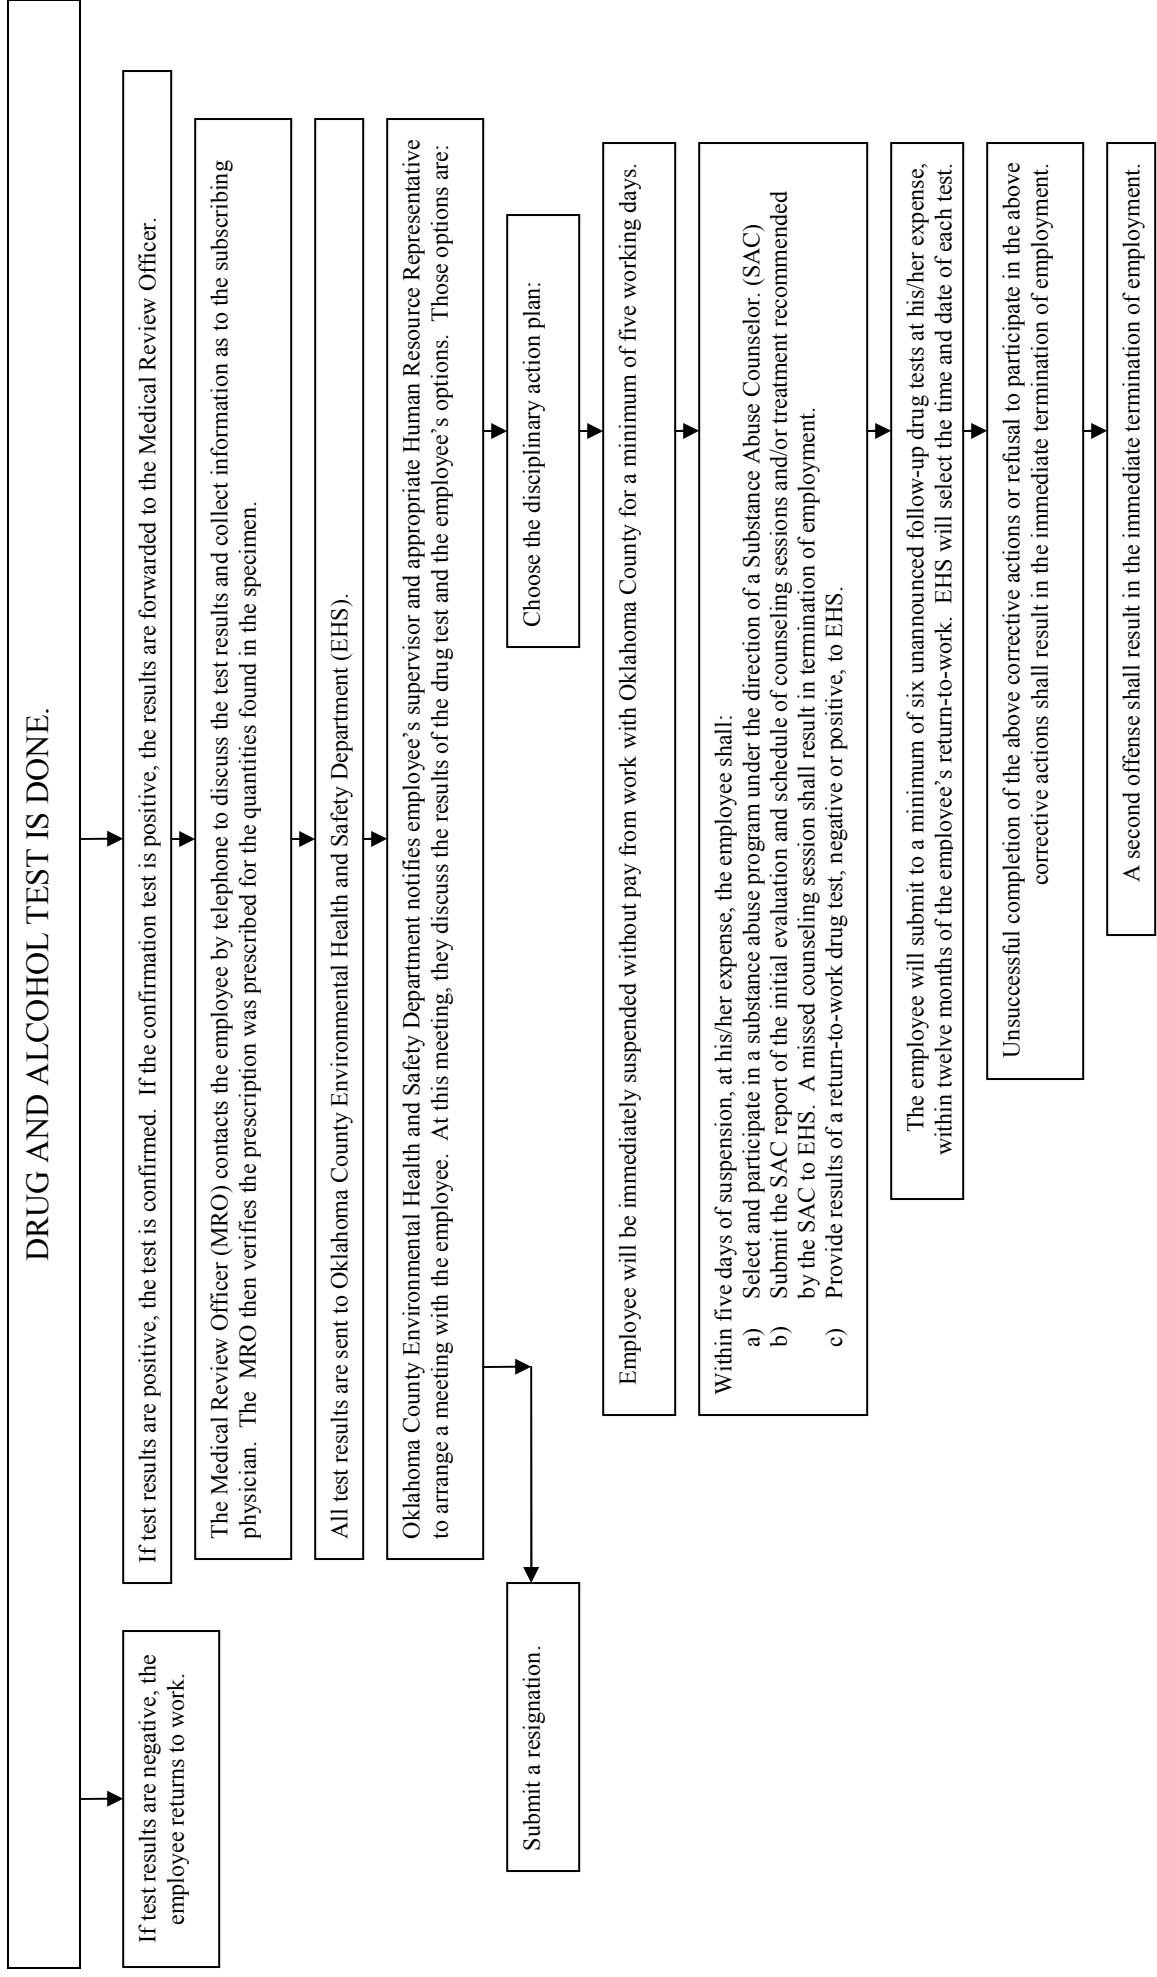 DRUG AND ALCOHOL TEST IS DONE.
If test results are negative, the
employee returns to work.
If test results are positive, the test is confirmed.  If the confirmation test is positive, the results are forwarded to the Medical Review Officer.
The Medical Review Officer (MRO) contacts the employee by telephone to discuss the test results and collect information as to the subscribing
physician.  The MRO then verifies the prescription was prescribed for the quantities found in the specimen.
All test results are sent to Oklahoma County Environmental Health and Safety Department (EHS).
Oklahoma County Environmental Health and Safety Department notifies employee's supervisor and appropriate Human Resource Representative
to arrange a meeting with the employee.  At this meeting, they discuss the results of the drug test and the employee's options.  Those options are:
Submit a resignation.
Choose the disciplinary action plan:
Employee will be immediately suspended without pay from work with Oklahoma County for a minimum of five working days.
Within five days of suspension, at his/her expense, the employee shall:
a) Select and participate in a substance abuse program under the direction of a Substance Abuse Counselor. (SAC)
b) Submit the SAC report of the initial evaluation and schedule of counseling sessions and/or treatment recommended
by the SAC to EHS.  A missed counseling session shall result in termination of employment.
c) Provide results of a return-to-work drug test, negative or positive, to EHS.
The employee will submit to a minimum of six unannounced follow-up drug tests at his/her expense,
within twelve months of the employee's return-to-work.  EHS will select the time and date of each test.
Unsuccessful completion of the above corrective actions or refusal to participate in the above
corrective actions shall result in the immediate termination of employment.
A second offense shall result in the immediate termination of employment.